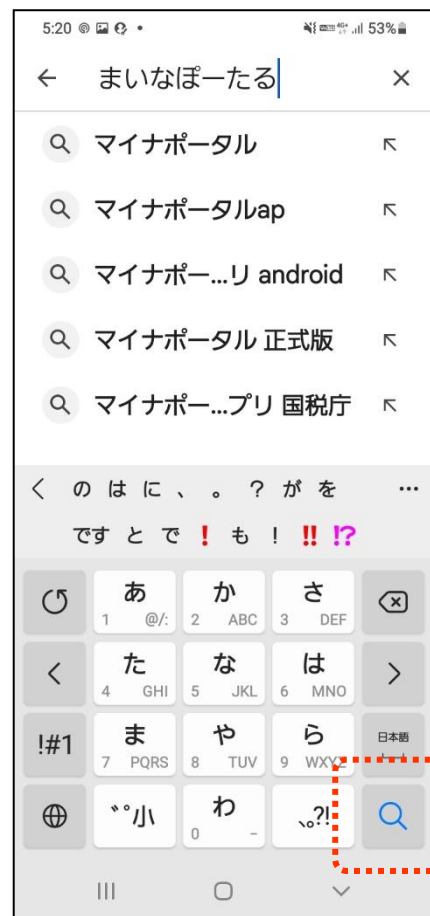 5:20 53%
まいなぽーたる
マイナポータル
マイナポータルap
マイナポー...リ android
マイナポータル 正式版
マイナポー...プリ 国税庁
の は に 、 。 ? が を
です と で ! も ! !! !?
あ か さ
1 @/: 2 ABC 3 DEF
た な は
4 GHI 5 JKL 6 MNO
!#1 ま や ら 日本語
7 PQRS 8 TUV 9 WXYZ
゛゜小 わ 、。?!
0 -